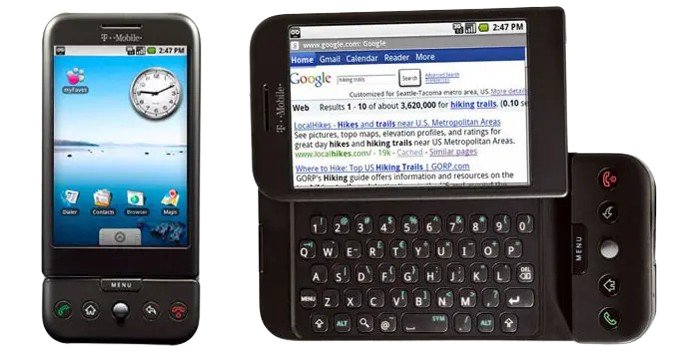 T··Mobile·
2:47 PM
myFaves
Dialer Contacts Browser Maps
MENU
T··Mobile·
3G 2:47 PM
www.google.com: Google
Home Gmail Calendar Reader More
Google hiking trails Search Advanced Search
Preferences
Customized for Seattle-Tacoma metro area, US. More details
Web Results 1 - 10 of about 3,620,000 for hiking trails. (0.10 se
LocalHikes - Hikes and trails near U.S. Metropolitan Areas
See pictures, topo maps, elevation profiles, and ratings for
great day hikes and hiking trails near US Metropolitan Areas.
www.localhikes.com/ - 19k - Cached - Similar pages
Where to Hike: Top US Hiking Trails | GORP.com
GORP's Hiking guide offers information and resources on the
MENU
1 2 3 4 5 6 7 8 9 0
Q W E R T Y U I O P
A S D F G H J K L DEL
MENU Z X C V B N M , .
ALT SYM ALT